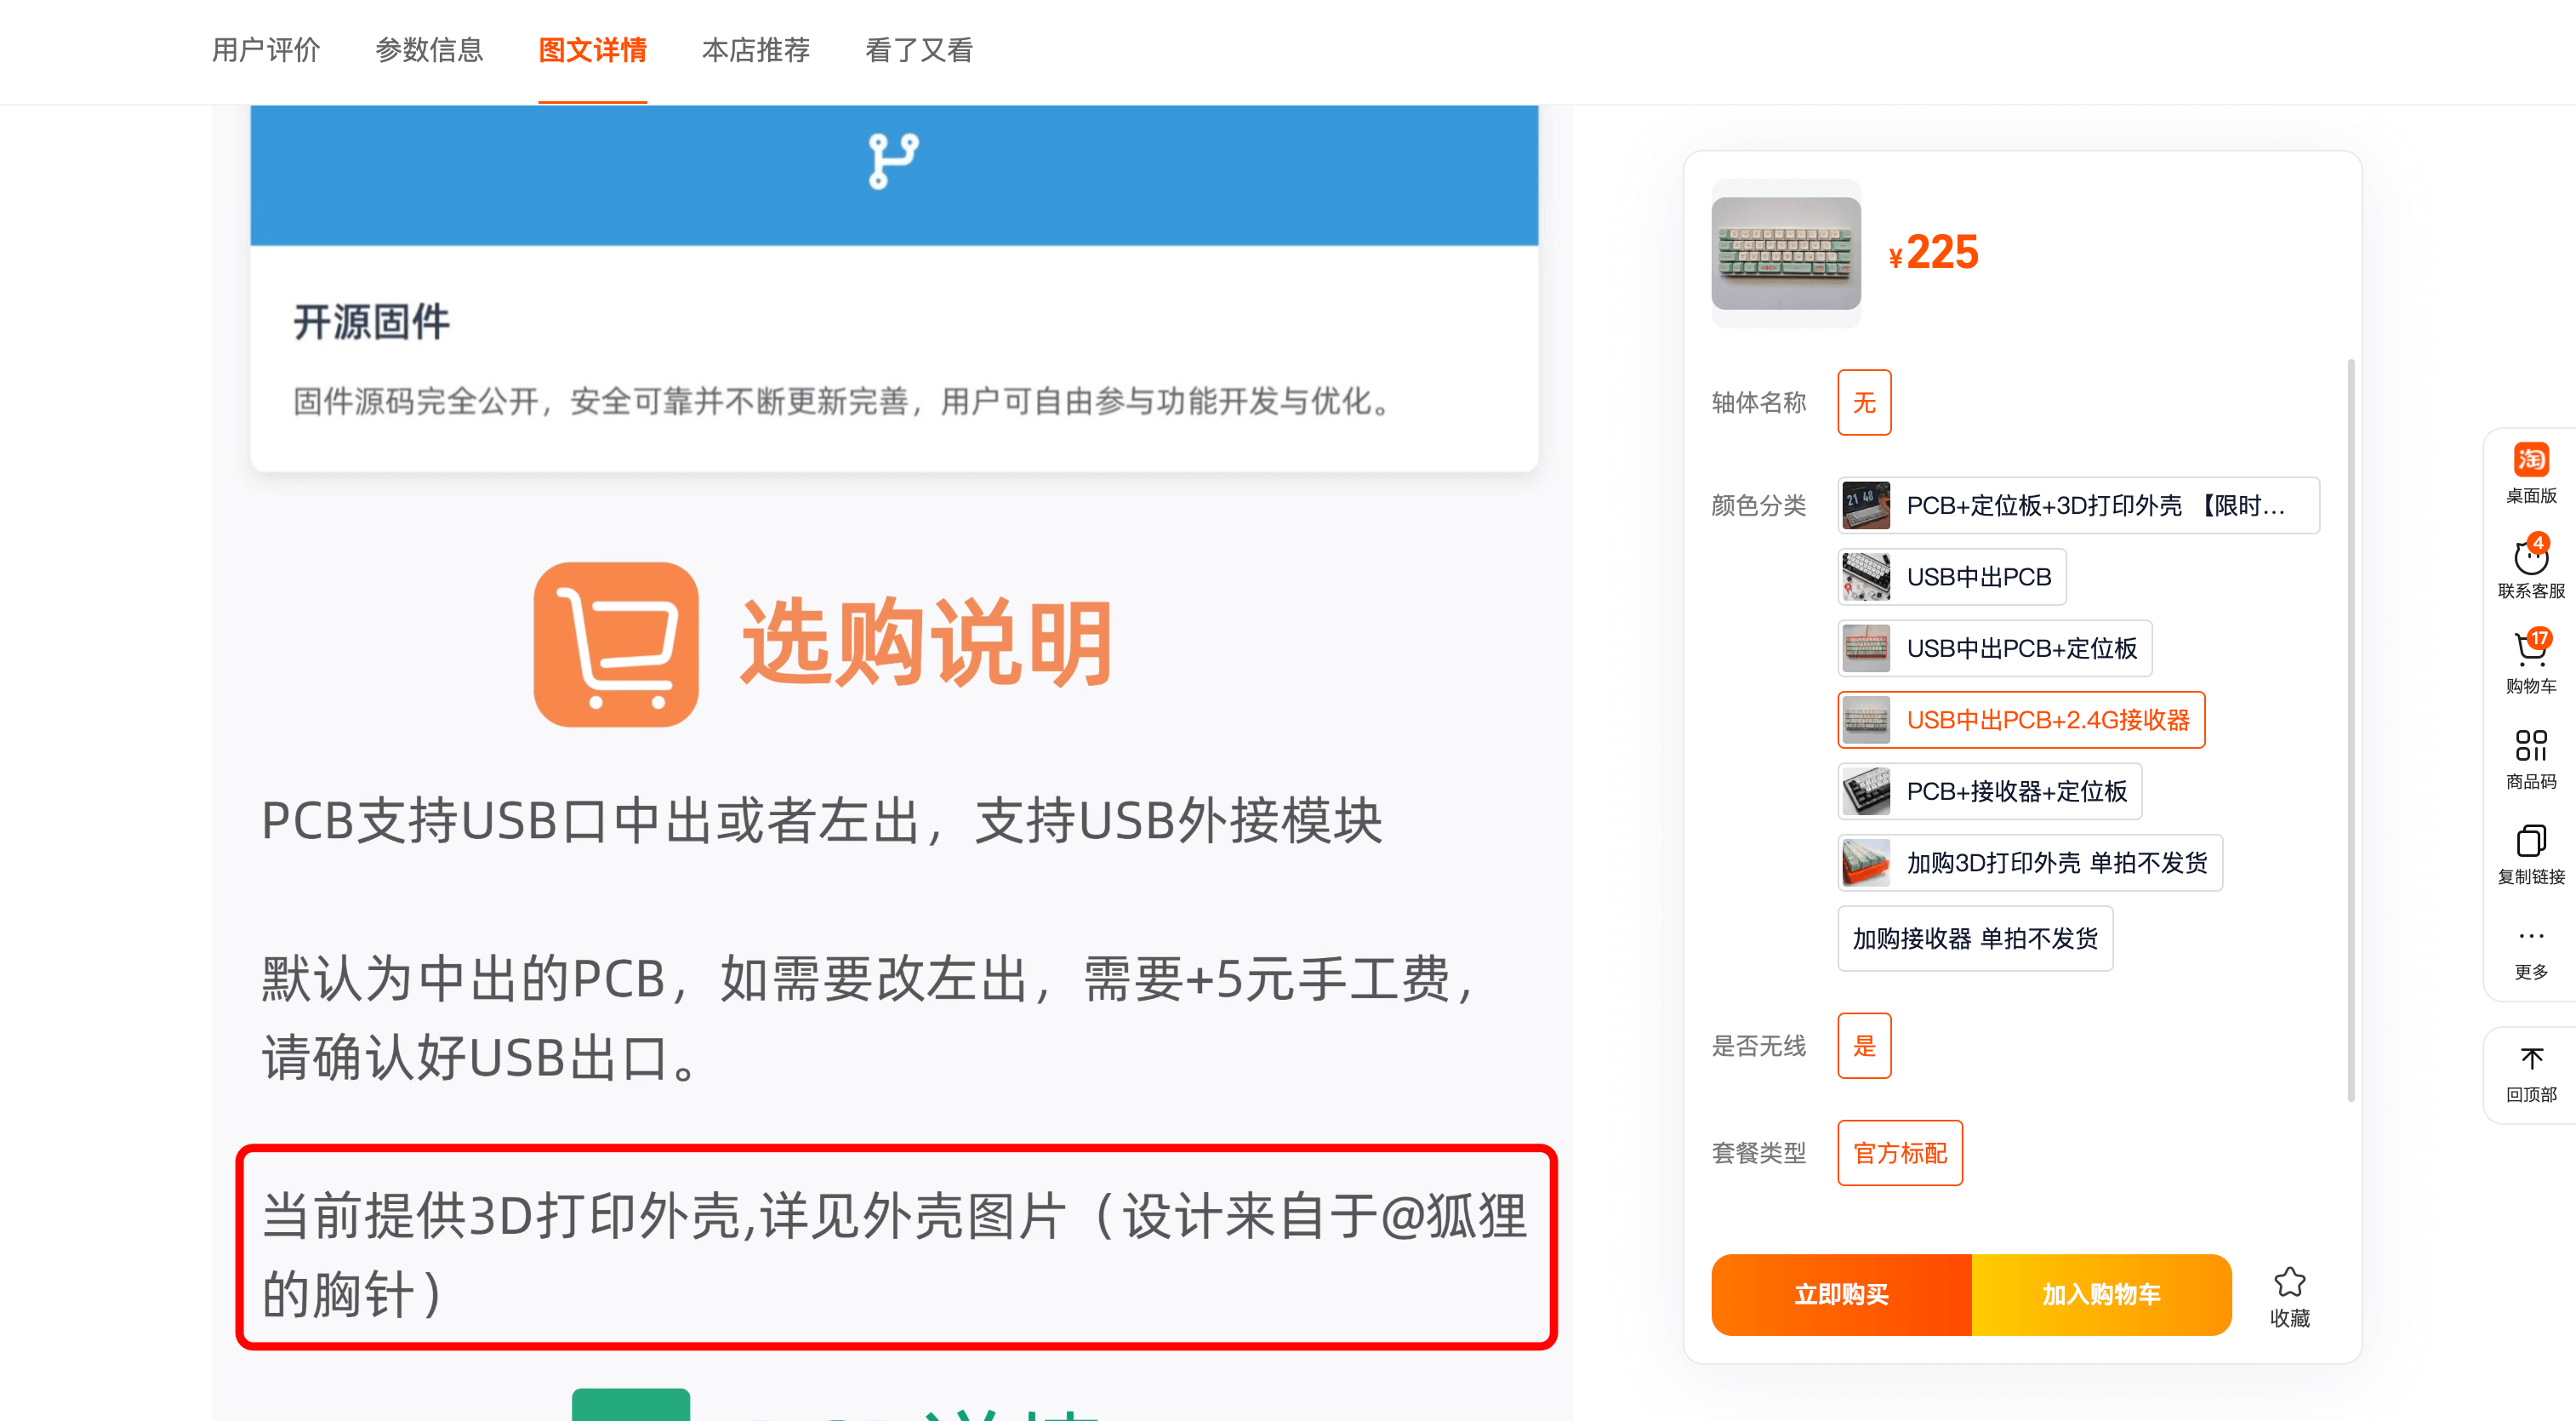 用户评价 参数信息 图文详情 本店推荐 看了又看
开源固件
固件源码完全公开，安全可靠并不断更新完善，用户可自由参与功能开发与优化。
选购说明
PCB支持USB口中出或者左出，支持USB外接模块
默认为中出的PCB，如需要改左出，需要+5元手工费，
请确认好USB出口。
当前提供3D打印外壳,详见外壳图片（设计来自于@狐狸
的胸针）
¥225
轴体名称 无
颜色分类
PCB+定位板+3D打印外壳 【限时...
USB中出PCB
USB中出PCB+定位板
USB中出PCB+2.4G接收器
PCB+接收器+定位板
加购3D打印外壳 单拍不发货
加购接收器 单拍不发货
是否无线 是
套餐类型 官方标配
立即购买 加入购物车 收藏
淘
桌面版
4
联系客服
17
购物车
商品码
复制链接
更多
回顶部